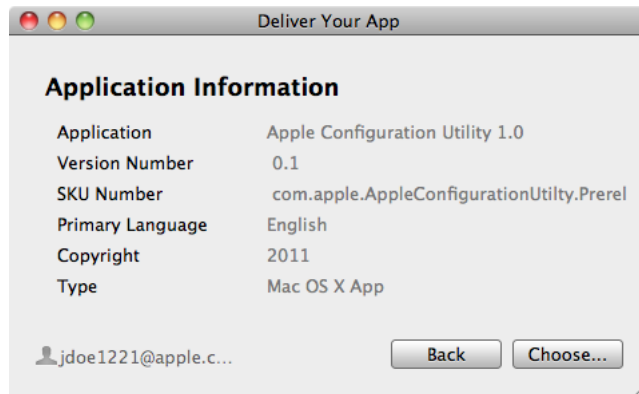 Deliver Your App
Application Information
Application Apple Configuration Utility 1.0
Version Number 0.1
SKU Number com.apple.AppleConfigurationUtilty.Prerel
Primary Language English
Copyright 2011
Type Mac OS X App
jdoe1221@apple.c... Back Choose...